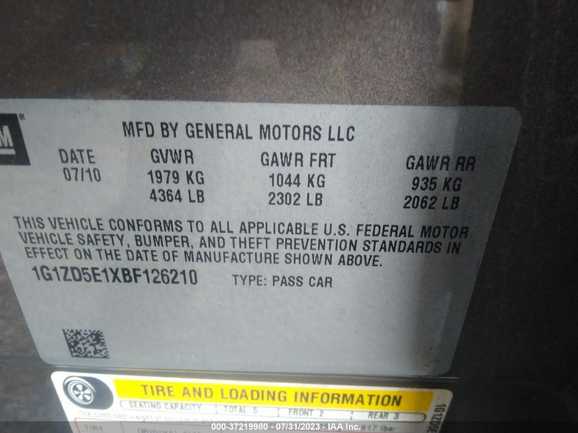 GM
MFD BY GENERAL MOTORS LLC
DATE GVWR GAWR FRT GAWR RR
07/10 1979 KG 1044 KG 935 KG
4364 LB 2302 LB 2062 LB
THIS VEHICLE CONFORMS TO ALL APPLICABLE U.S. FEDERAL MOTOR
VEHICLE SAFETY, BUMPER, AND THEFT PREVENTION STANDARDS IN
EFFECT ON THE DATE OF MANUFACTURE SHOWN ABOVE.
1G1ZD5E1XBF126210 TYPE: PASS CAR
TIRE AND LOADING INFORMATION
SEATING CAPACITY TOTAL 5 FRONT 2 REAR 3
000-37219980 - 07/31/2023 - IAA Inc.